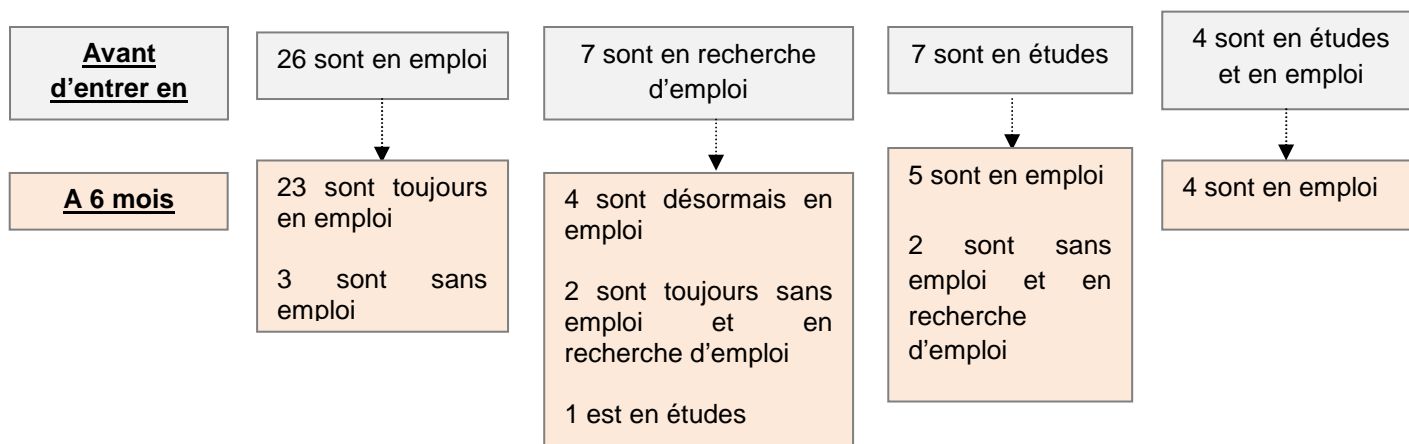 Avant
d'entrer en
26 sont en emploi
7 sont en recherche
d'emploi
7 sont en études
4 sont en études
et en emploi
A 6 mois
23 sont toujours
en emploi
3 sont sans
emploi
4 sont désormais en
emploi
2 sont toujours sans
emploi et en
recherche d'emploi
1 est en études
5 sont en emploi
2 sont sans
emploi et en
recherche
d'emploi
4 sont en emploi